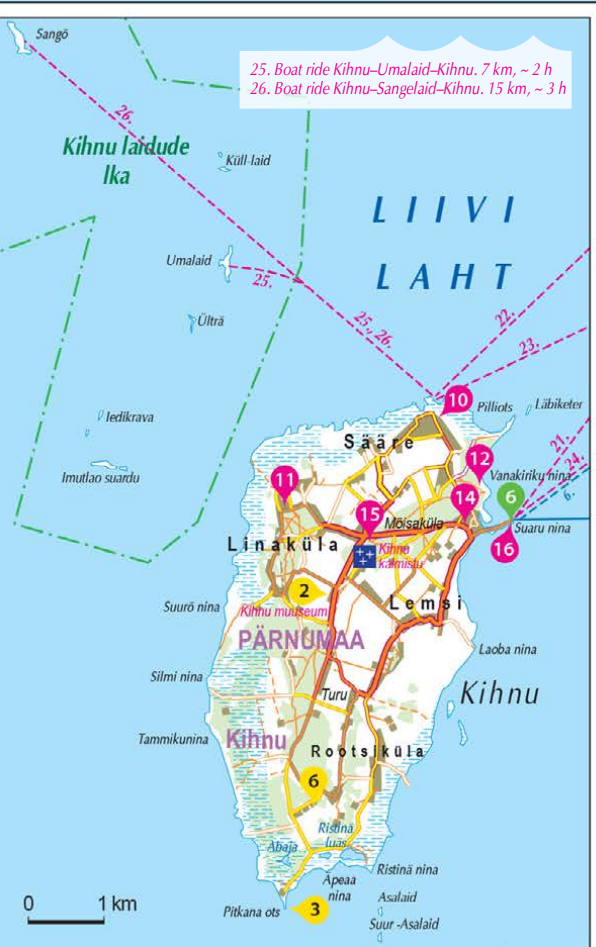 Sangö
25. Boat ride Kihnu–Umalaid–Kihnu. 7 km, ~ 2 h
26. Boat ride Kihnu–Sangelaid–Kihnu. 15 km, ~ 3 h
26.
Kihnu laidude
lka
Küll-laid
LIIVI
LAHT
Umalaid
25.
Ülträ
25., 26.
22.
23.
10
Pilliots
Läbiketer
Iedikrava
Sääre
21.
24.
6.
Imutlao suardu
11
12
Vanakiriku nina
15
14
6
Mõisaküla
Suaru nina
Linaküla
Kihnu
kalmistu
16
2
Lemsi
Suurõ nina
Kihnu muuseum
PÄRNUMAA
Laoba nina
Silmi nina
Turu
Kihnu
Tammikunina
Kihnu
Rootsiküla
6
Ristina
luas
Abaja
Ristinä nina
Apeaa
nina
0 1 km
Pitkana ots
3
Asalaid
Suur -Asalaid